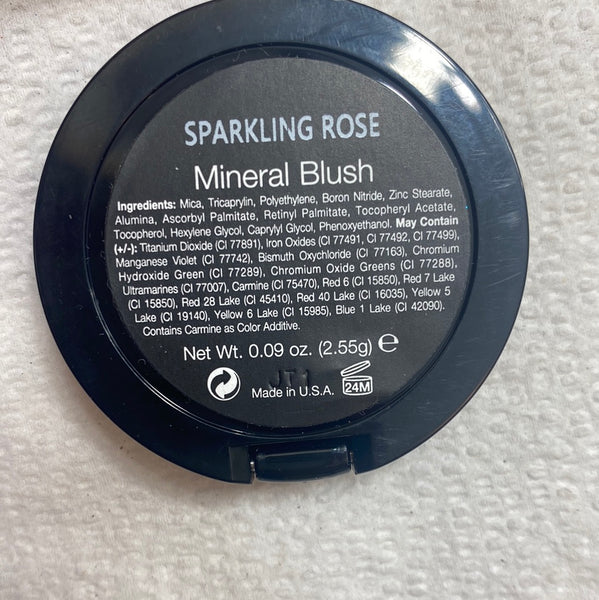 SPARKLING ROSE
Mineral Blush
Ingredients: Mica, Tricaprylin, Polyethylene, Boron Nitride, Zinc Stearate,
Alumina, Ascorbyl Palmitate, Retinyl Palmitate, Tocopheryl Acetate,
Tocopherol, Hexylene Glycol, Caprylyl Glycol, Phenoxyethanol. May Contain
(+/-): Titanium Dioxide (CI 77891), Iron Oxides (CI 77491, CI 77492, CI 77499),
Manganese Violet (CI 77742), Bismuth Oxychloride (CI 77163), Chromium
Hydroxide Green (CI 77289), Chromium Oxide Greens (CI 77288),
Ultramarines (CI 77007), Carmine (CI 75470), Red 6 (CI 15850), Red 7 Lake
(CI 15850), Red 28 Lake (CI 45410), Red 40 Lake (CI 16035), Yellow 5
Lake (CI 19140), Yellow 6 Lake (CI 15985), Blue 1 Lake (CI 42090).
Contains Carmine as Color Additive.
Net Wt. 0.09 oz. (2.55g) ℮
JT1
Made in U.S.A.
24M